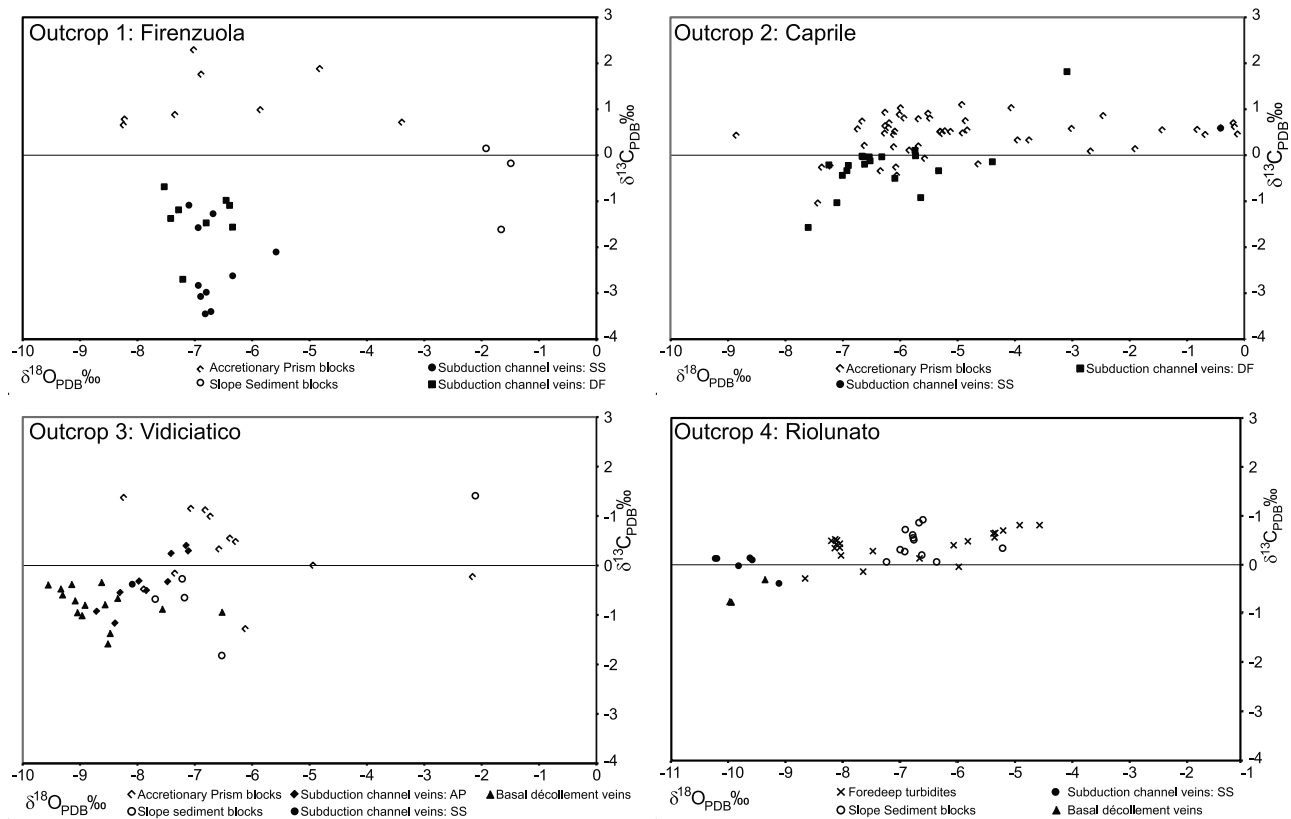 Outcrop 1: Firenzuola
3
2
1
0
-1
-2
-3
-4
δ13CPDB‰
-10 -9 -8 -7 -6 -5 -4 -3 -2 -1 0
δ18OPDB‰
Accretionary Prism blocks
Subduction channel veins: SS
Slope Sediment blocks
Subduction channel veins: DF
Outcrop 2: Caprile
3
2
1
0
-1
-2
-3
-4
δ13CPDB‰
-10 -9 -8 -7 -6 -5 -4 -3 -2 -1 0
δ18OPDB‰
Accretionary Prism blocks
Subduction channel veins: DF
Subduction channel veins: SS
Outcrop 3: Vidiciatico
3
2
1
0
-1
-2
-3
-4
δ13CPDB‰
-10 -9 -8 -7 -6 -5 -4 -3 -2 -1 0
δ18OPDB‰
Accretionary Prism blocks
Subduction channel veins: AP
Basal décollement veins
Slope sediment blocks
Subduction channel veins: SS
Outcrop 4: Riolunato
3
2
-1
0
-1
-2
-3
-4
δ13CPDB‰
-11 -10 -9 -8 -7 -6 -5 -4 -3 -2 -1
δ18OPDB‰
Foredeep turbidites
Subduction channel veins: SS
Slope Sediment blocks
Basal décollement veins